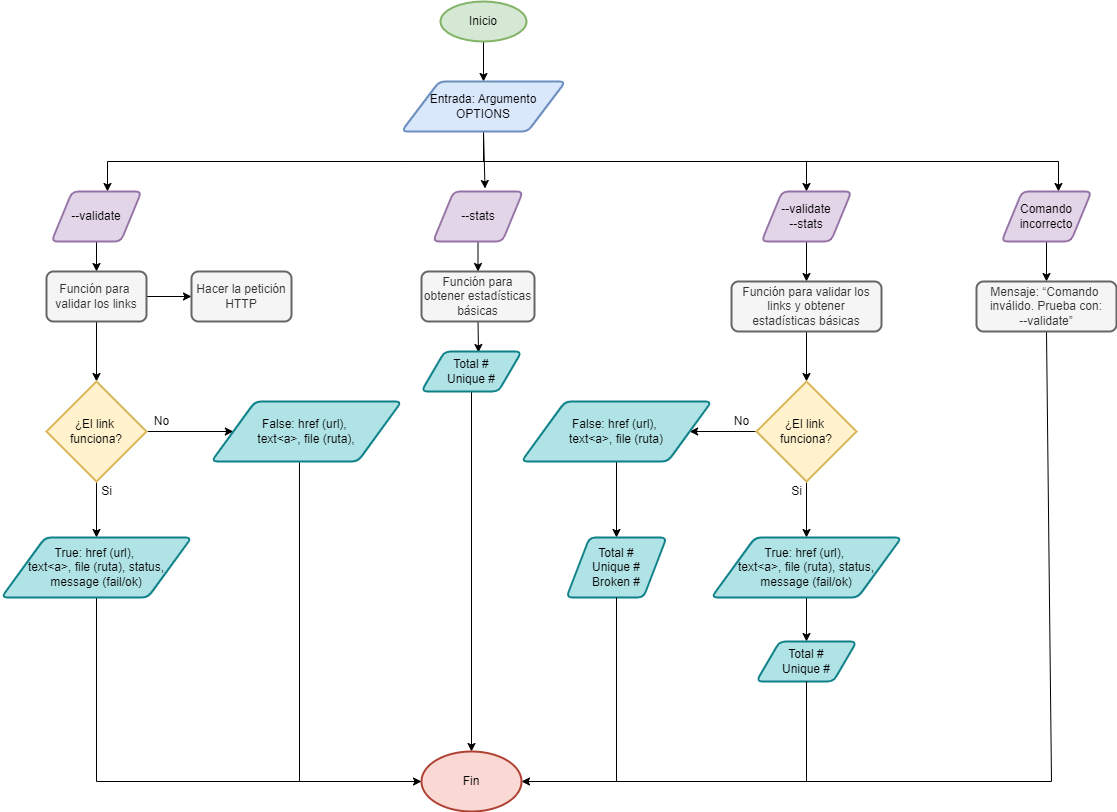 Inicio
Entrada: Argumento
OPTIONS
--validate
--stats
--validate
--stats
Comando
incorrecto
Función para
validar los links
Hacer la petición
HTTP
Función para
obtener estadísticas
básicas
Función para validar los
links y obtener
estadísticas básicas
Mensaje: “Comando
inválido. Prueba con:
--validate”
Total #
Unique #
¿El link
funciona?
No
False: href (url),
text<a>, file (ruta),
False: href (url),
text<a>, file (ruta)
No
¿El link
funciona?
Si
Si
True: href (url),
text<a>, file (ruta), status,
message (fail/ok)
Total #
Unique #
Broken #
True: href (url),
text<a>, file (ruta), status,
message (fail/ok)
Total #
Unique #
Fin